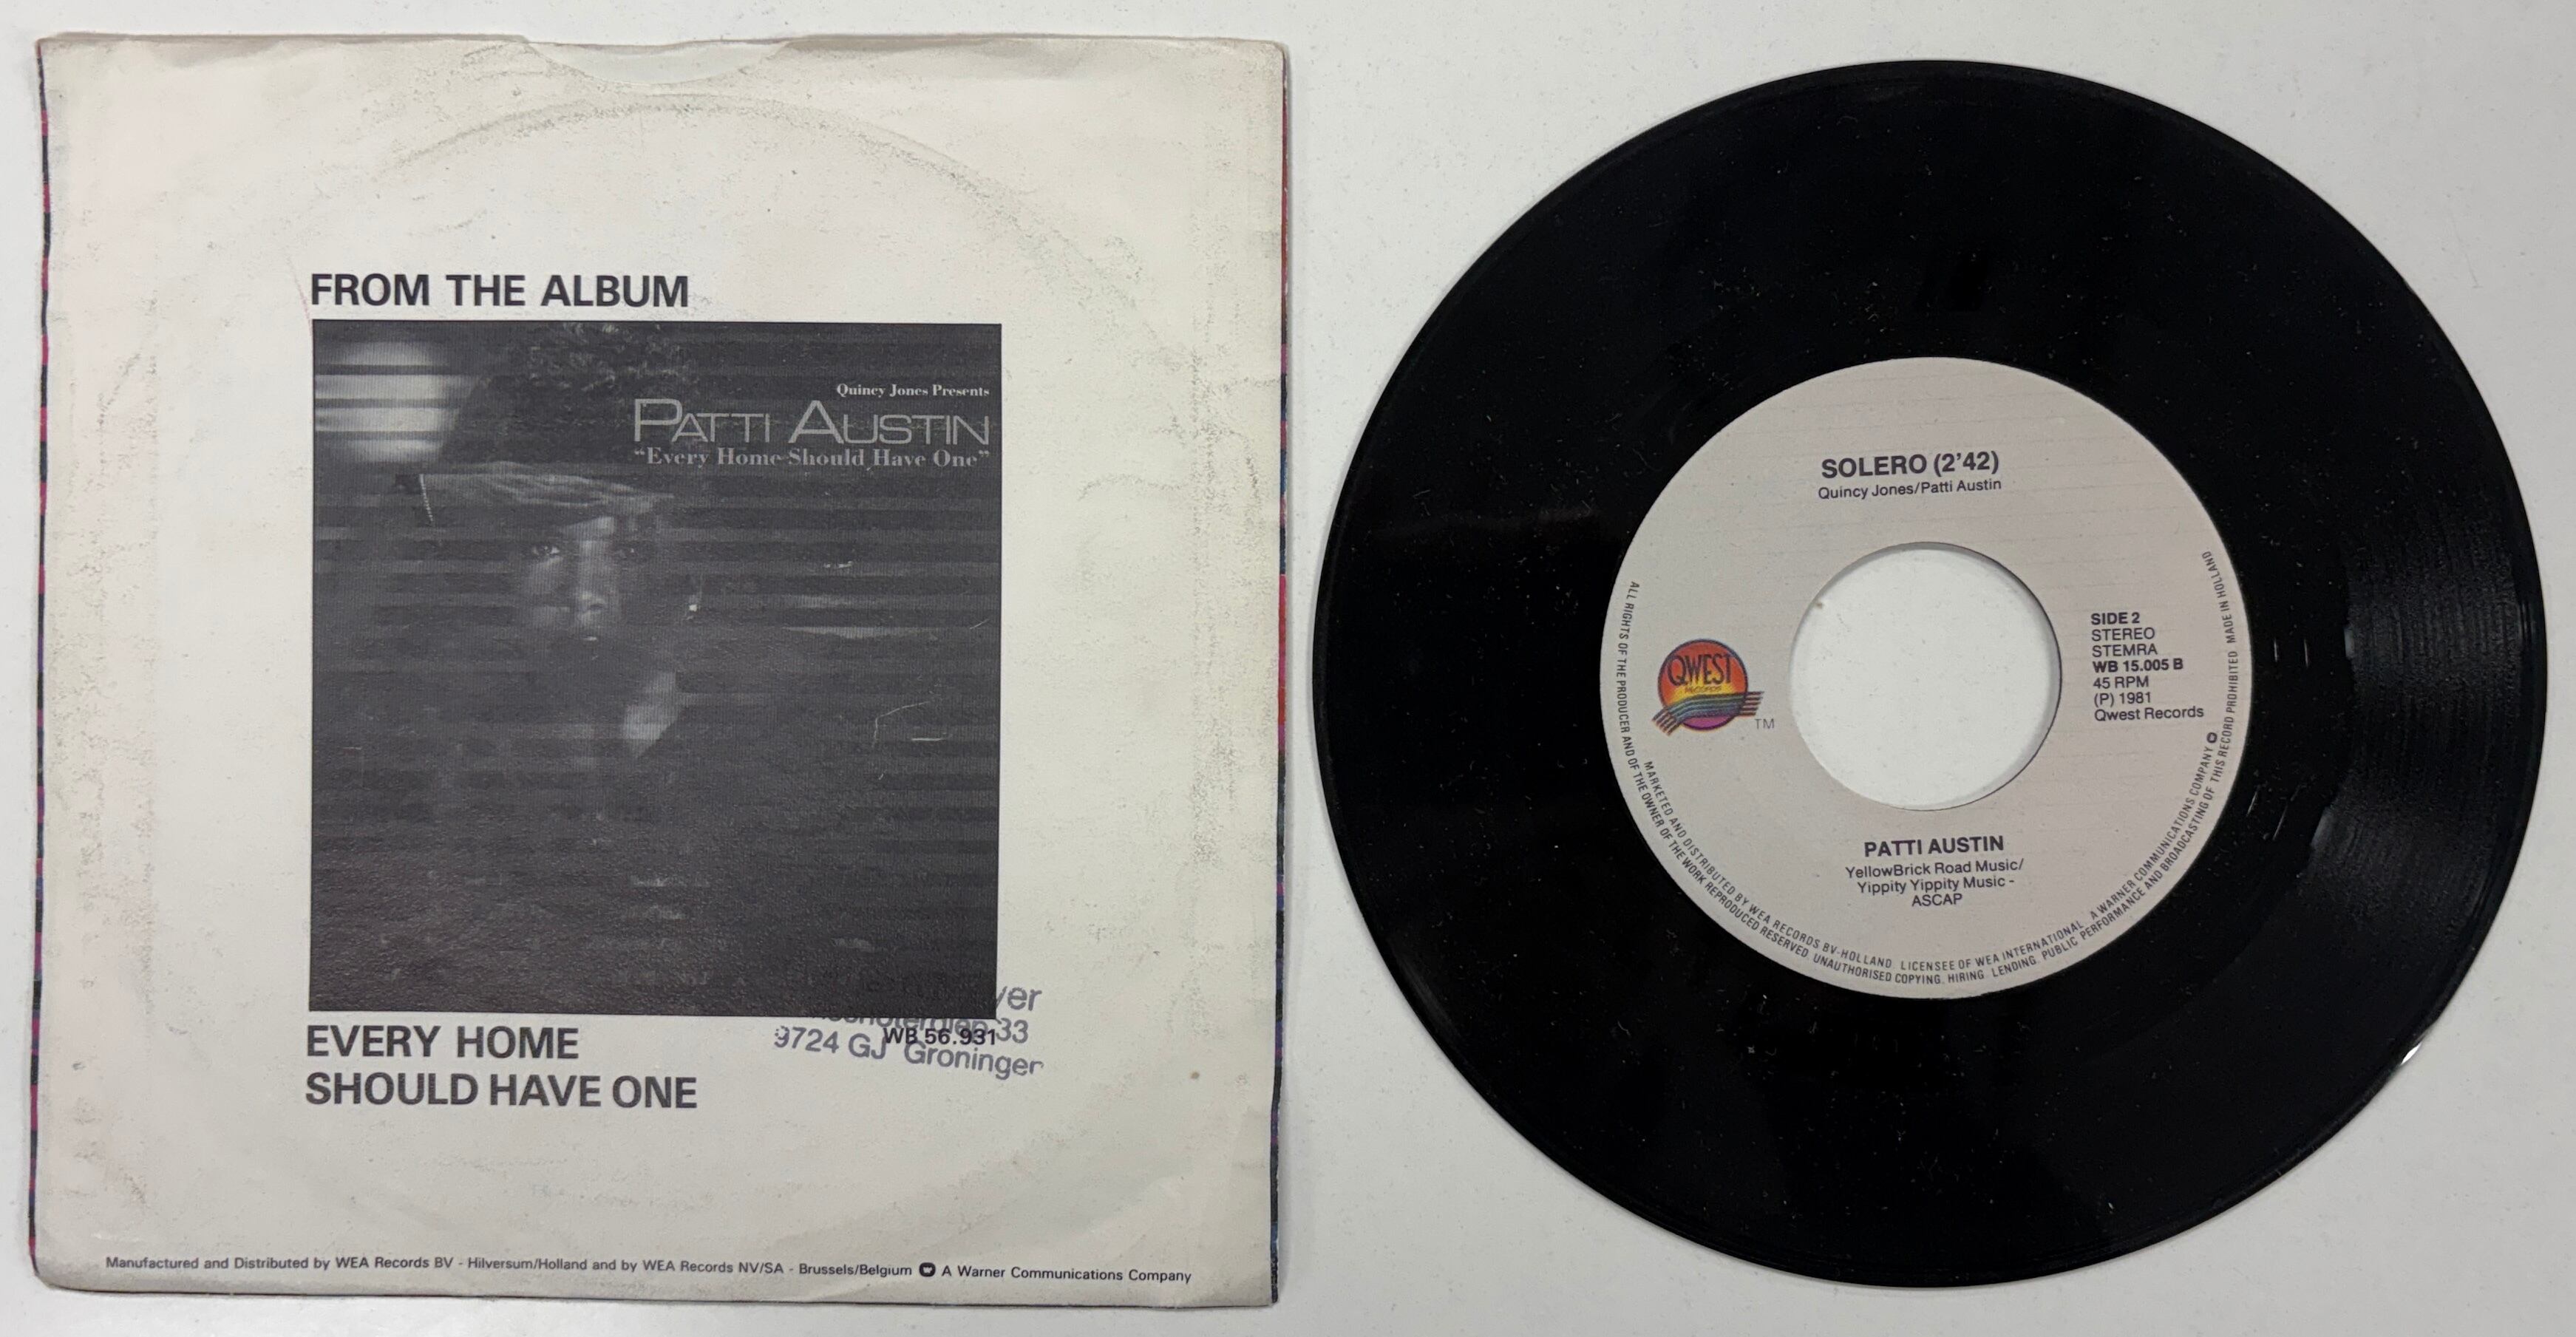 FROM THE ALBUM
Quincy Jones Presents
PATTI AUSTIN
“Every Home Should Have One”
EVERY HOME
SHOULD HAVE ONE
WB 56.931
33
9724 GJ Groningen
Manufactured and Distributed by WEA Records BV - Hilversum/Holland and by WEA Records NV/SA - Brussels/Belgium A Warner Communications Company
SOLERO (2'42)
Quincy Jones/Patti Austin
QWEST
RECORDS
TM
SIDE 2
STEREO
STEMRA
WB 15.005 B
45 RPM
(P) 1981
Qwest Records
PATTI AUSTIN
YellowBrick Road Music/
Yippity Yippity Music -
ASCAP
MARKETED AND DISTRIBUTED BY WEA RECORDS BV-HOLLAND. LICENSEE OF WEA INTERNATIONAL. A WARNER COMMUNICATIONS COMPANY
ALL RIGHTS OF THE PRODUCER AND OF THE OWNER OF THE WORK REPRODUCED RESERVED. UNAUTHORISED COPYING. HIRING. LENDING. PUBLIC PERFORMANCE AND BROADCASTING OF THIS RECORD PROHIBITED. MADE IN HOLLAND